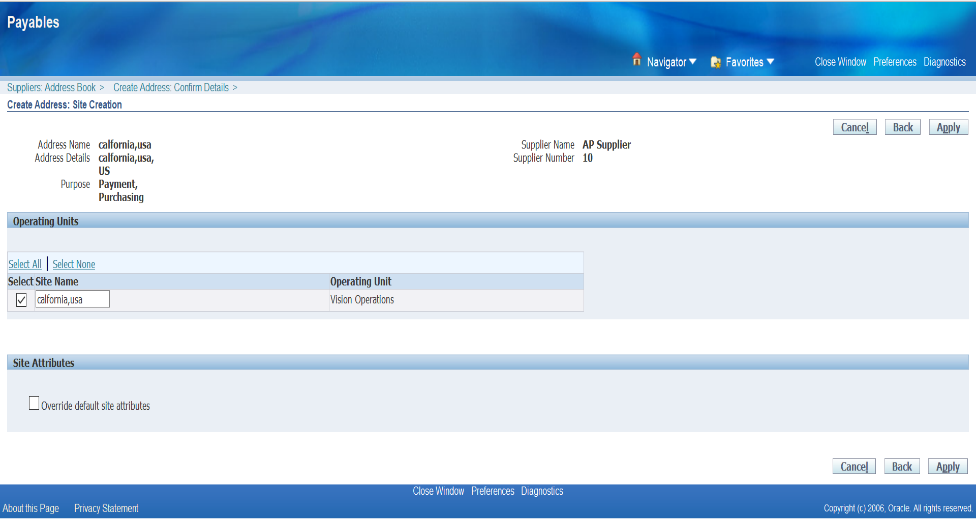 Payables
Navigator Favorites Close Window Preferences Diagnostics
Suppliers: Address Book > Create Address: Confirm Details >
Create Address: Site Creation
Cancel Back Apply
Address Name calfornia,usa Supplier Name AP Supplier
Address Details calfornia,usa, Supplier Number 10
US
Purpose Payment,
Purchasing
Operating Units
Select All | Select None
Select Site Name Operating Unit
calfornia,usa Vision Operations
Site Attributes
Override default site attributes
Cancel Back Apply
Close Window Preferences Diagnostics
About this Page Privacy Statement Copyright (c) 2006, Oracle. All rights reserved.